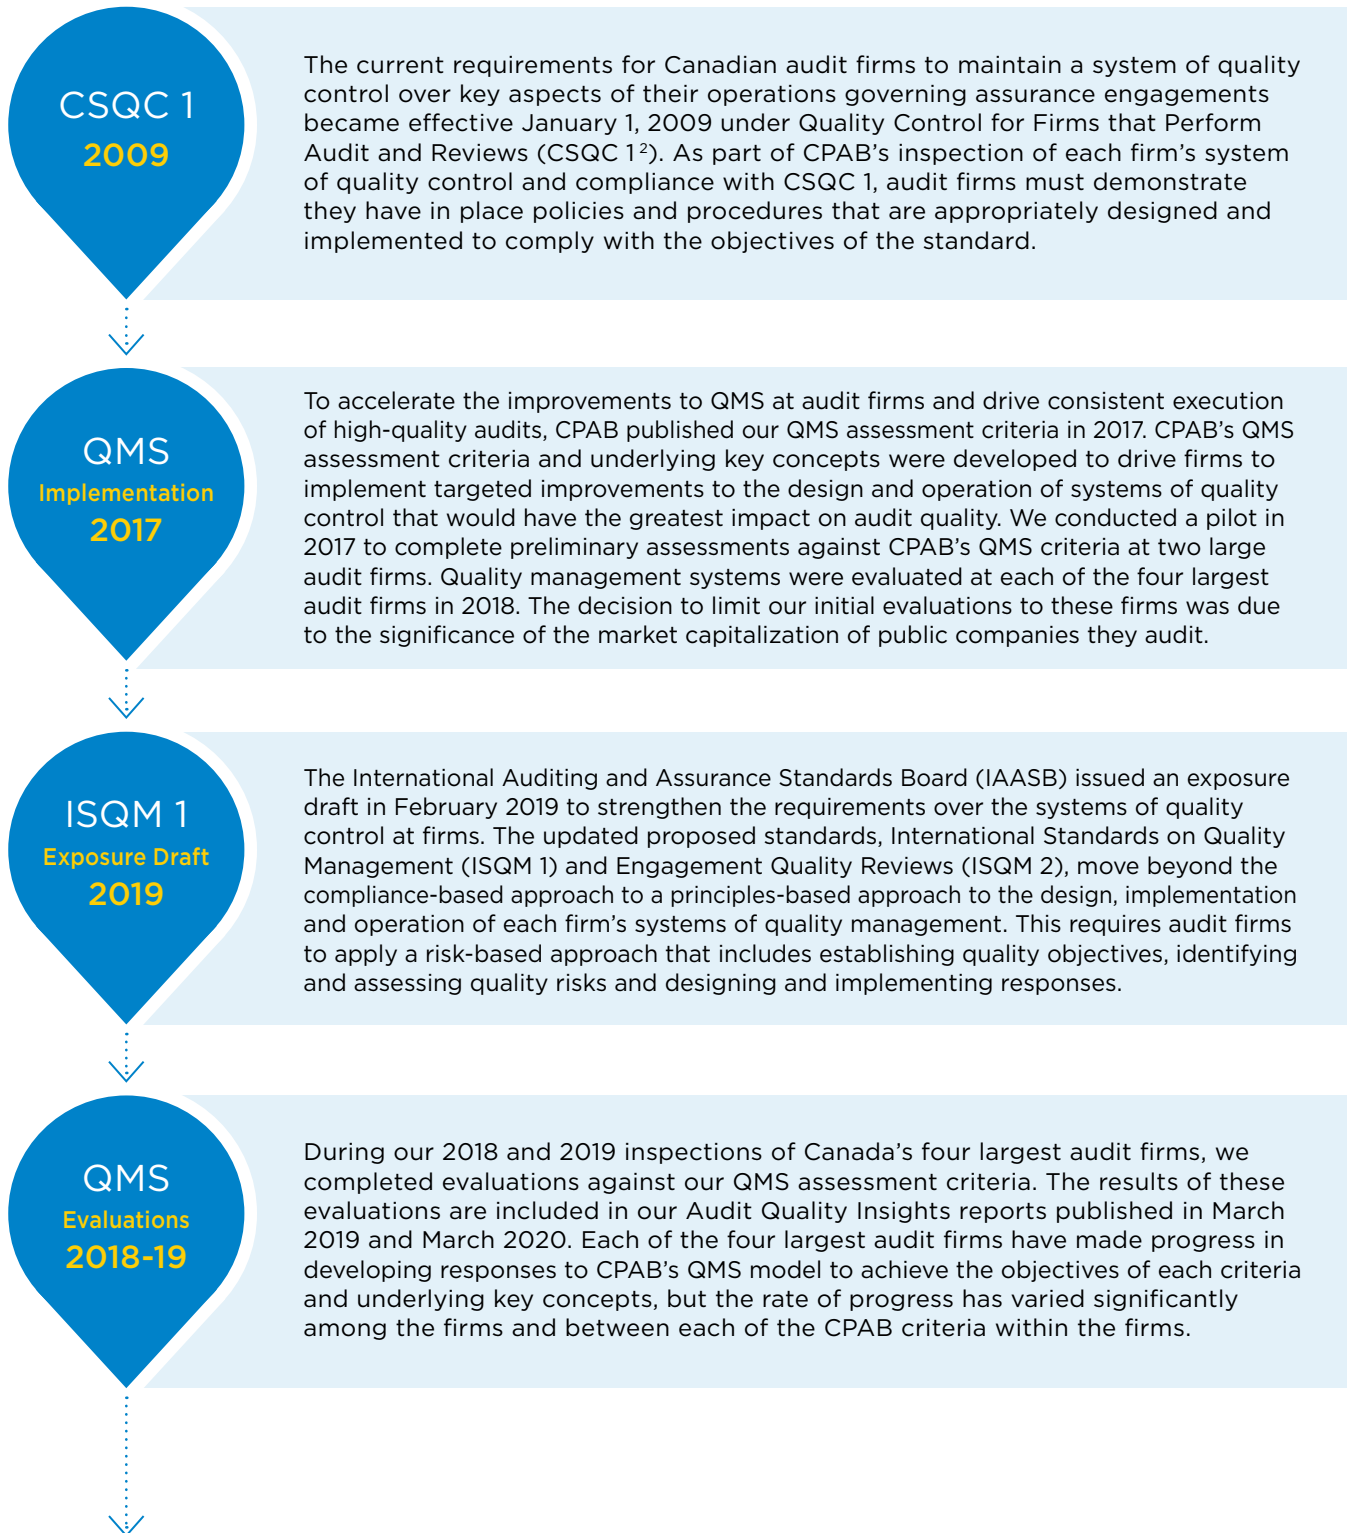 CSQC 1
2009
The current requirements for Canadian audit firms to maintain a system of quality
control over key aspects of their operations governing assurance engagements
became effective January 1, 2009 under Quality Control for Firms that Perform
Audit and Reviews (CSQC 1²). As part of CPAB’s inspection of each firm’s system
of quality control and compliance with CSQC 1, audit firms must demonstrate
they have in place policies and procedures that are appropriately designed and
implemented to comply with the objectives of the standard.
QMS
Implementation
2017
To accelerate the improvements to QMS at audit firms and drive consistent execution
of high-quality audits, CPAB published our QMS assessment criteria in 2017. CPAB’s QMS
assessment criteria and underlying key concepts were developed to drive firms to
implement targeted improvements to the design and operation of systems of quality
control that would have the greatest impact on audit quality. We conducted a pilot in
2017 to complete preliminary assessments against CPAB’s QMS criteria at two large
audit firms. Quality management systems were evaluated at each of the four largest
audit firms in 2018. The decision to limit our initial evaluations to these firms was due
to the significance of the market capitalization of public companies they audit.
ISQM 1
Exposure Draft
2019
The International Auditing and Assurance Standards Board (IAASB) issued an exposure
draft in February 2019 to strengthen the requirements over the systems of quality
control at firms. The updated proposed standards, International Standards on Quality
Management (ISQM 1) and Engagement Quality Reviews (ISQM 2), move beyond the
compliance-based approach to a principles-based approach to the design, implementation
and operation of each firm’s systems of quality management. This requires audit firms
to apply a risk-based approach that includes establishing quality objectives, identifying
and assessing quality risks and designing and implementing responses.
QMS
Evaluations
2018-19
During our 2018 and 2019 inspections of Canada’s four largest audit firms, we
completed evaluations against our QMS assessment criteria. The results of these
evaluations are included in our Audit Quality Insights reports published in March
2019 and March 2020. Each of the four largest audit firms have made progress in
developing responses to CPAB’s QMS model to achieve the objectives of each criteria
and underlying key concepts, but the rate of progress has varied significantly
among the firms and between each of the CPAB criteria within the firms.